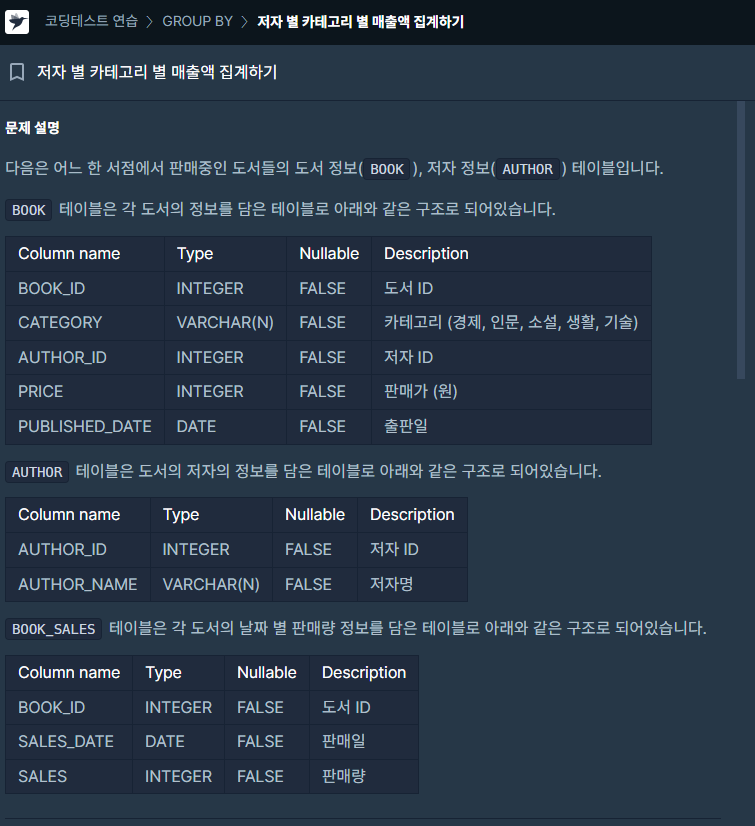 코딩테스트 연습 > GROUP BY > 저자 별 카테고리 별 매출액 집계하기
저자 별 카테고리 별 매출액 집계하기
문제 설명
다음은 어느 한 서점에서 판매중인 도서들의 도서 정보( BOOK ), 저자 정보( AUTHOR ) 테이블입니다.
BOOK 테이블은 각 도서의 정보를 담은 테이블로 아래와 같은 구조로 되어있습니다.
Column name Type Nullable Description
BOOK_ID INTEGER FALSE 도서 ID
CATEGORY VARCHAR(N) FALSE 카테고리 (경제, 인문, 소설, 생활, 기술)
AUTHOR_ID INTEGER FALSE 저자 ID
PRICE INTEGER FALSE 판매가 (원)
PUBLISHED_DATE DATE FALSE 출판일
AUTHOR 테이블은 도서의 저자의 정보를 담은 테이블로 아래와 같은 구조로 되어있습니다.
Column name Type Nullable Description
AUTHOR_ID INTEGER FALSE 저자 ID
AUTHOR_NAME VARCHAR(N) FALSE 저자명
BOOK_SALES 테이블은 각 도서의 날짜 별 판매량 정보를 담은 테이블로 아래와 같은 구조로 되어있습니다.
Column name Type Nullable Description
BOOK_ID INTEGER FALSE 도서 ID
SALES_DATE DATE FALSE 판매일
SALES INTEGER FALSE 판매량